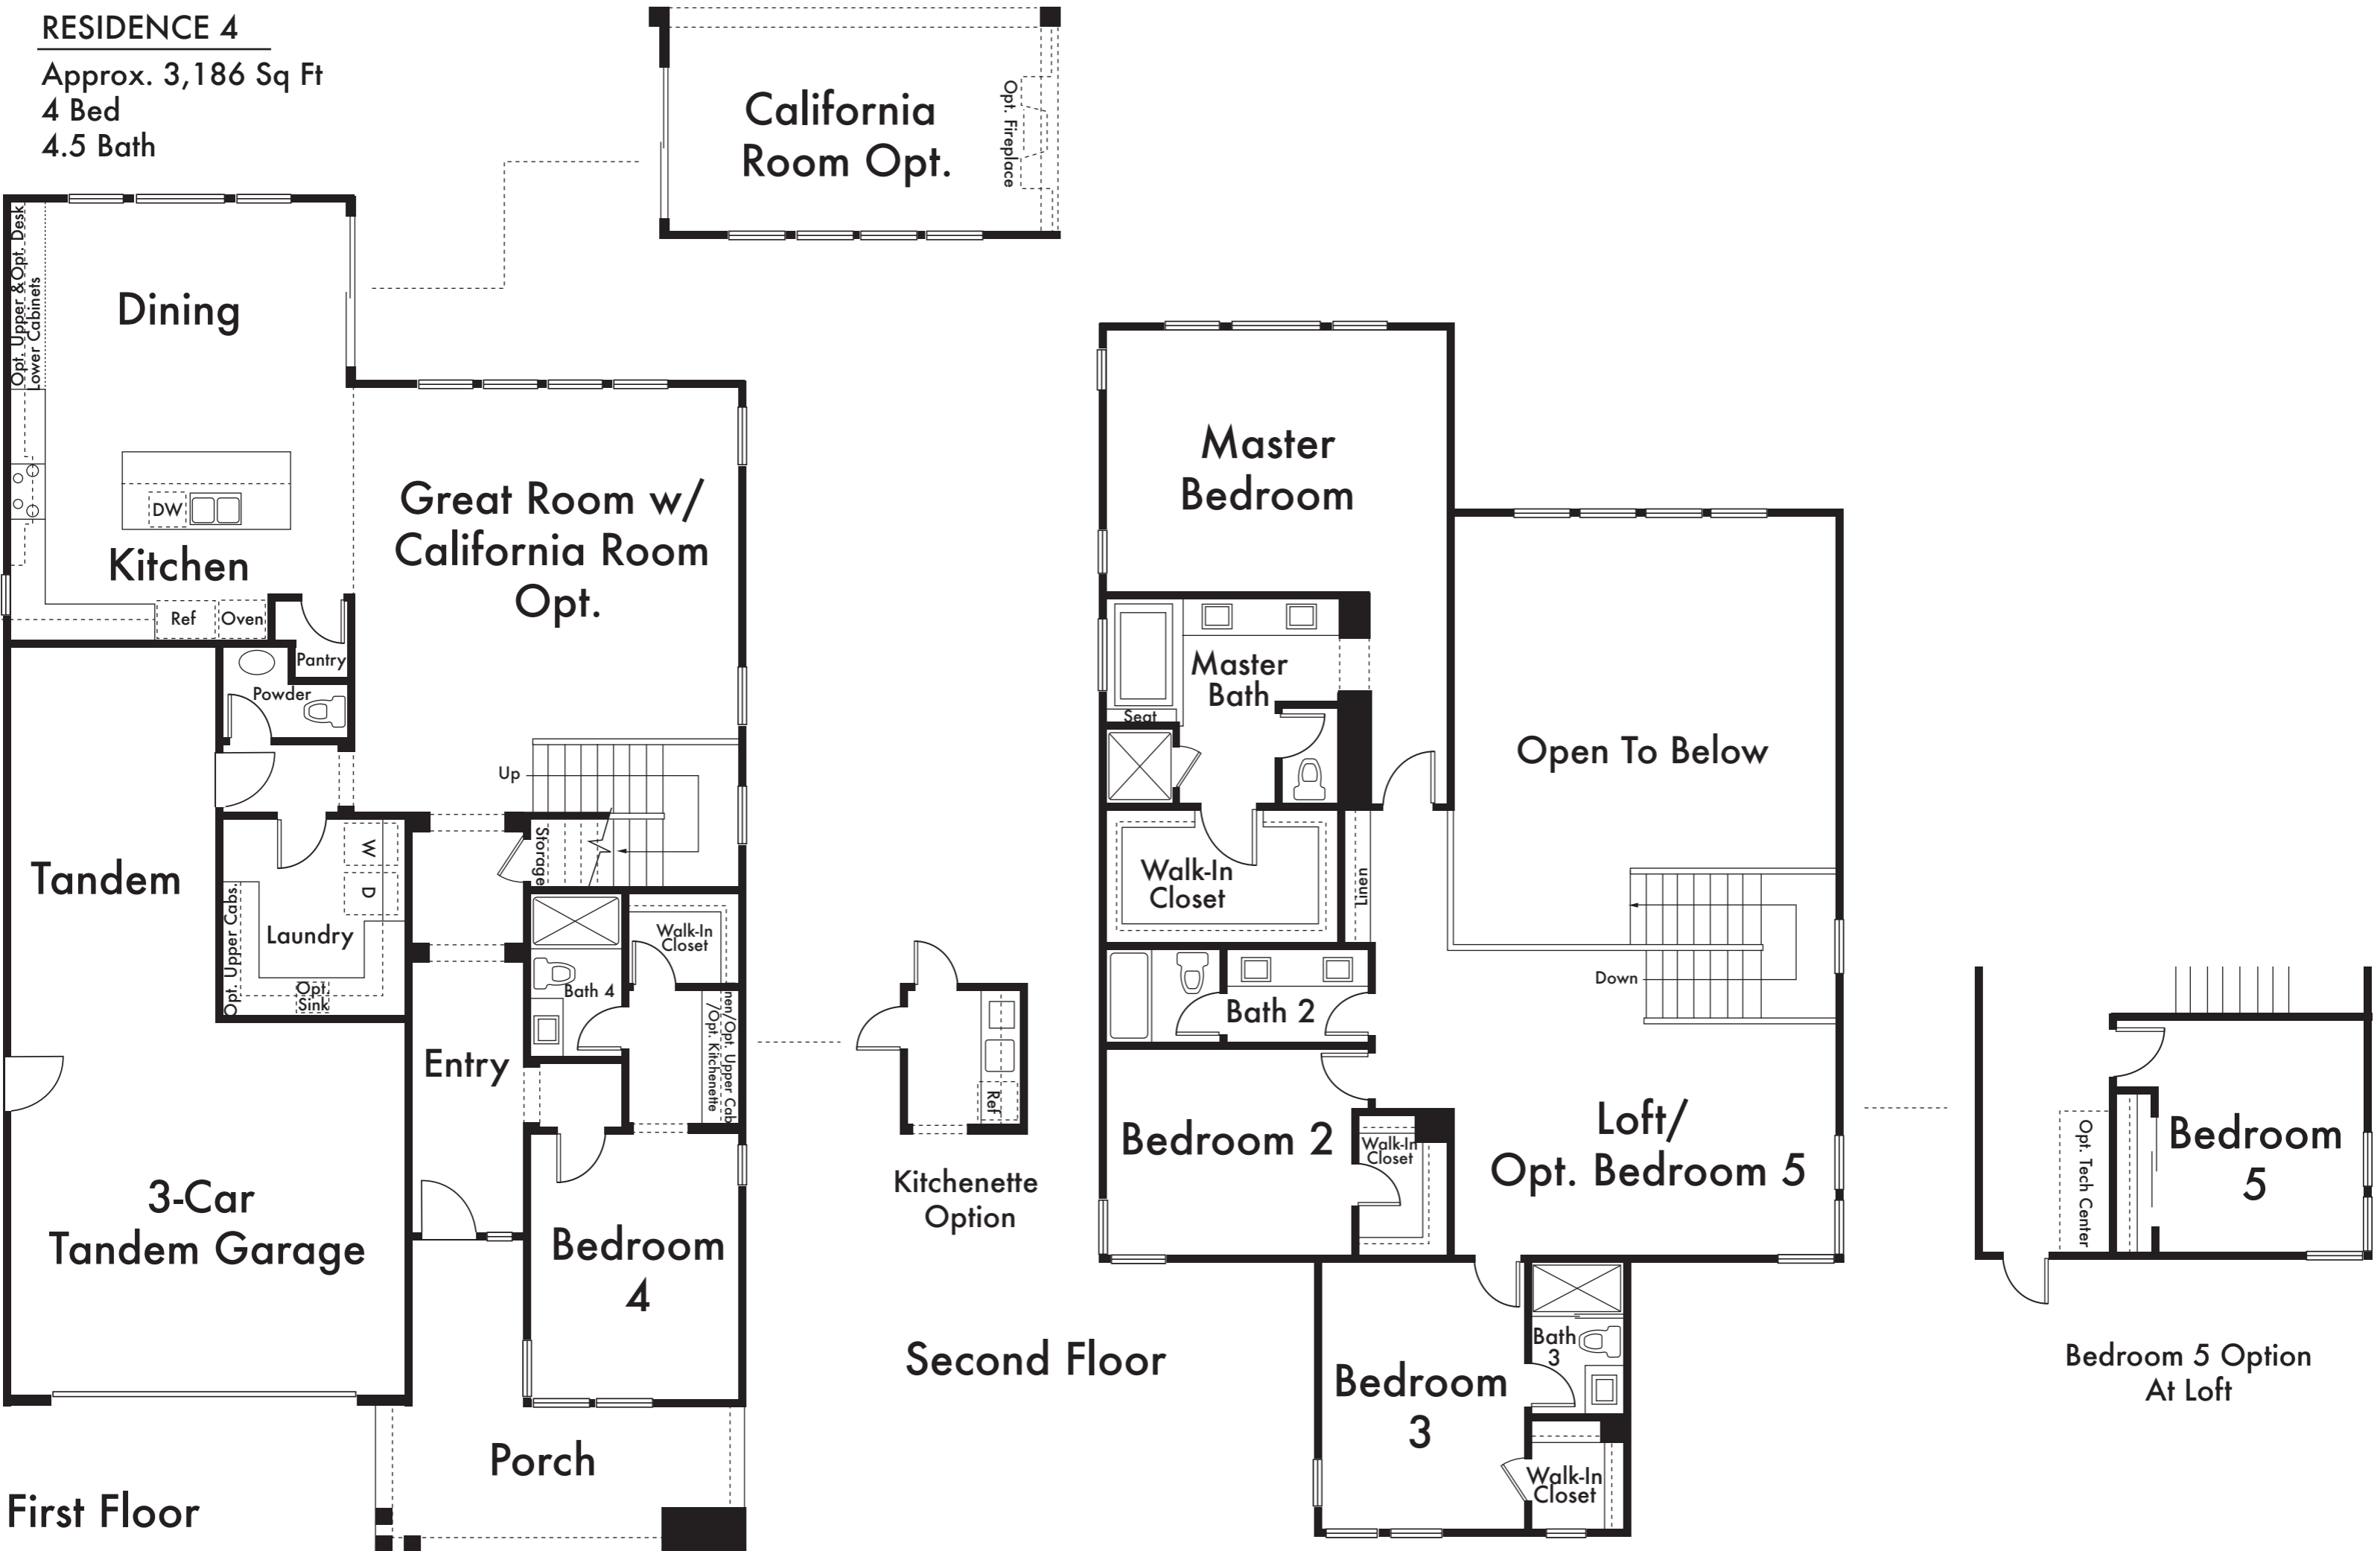 RESIDENCE 4
Approx. 3,186 Sq Ft
4 Bed
4.5 Bath
California
Room Opt.
Opt. Fireplace
Opt. Upper & Opt. Desk
Lower Cabinets
Dining
DW
Kitchen
Ref
Oven
Pantry
Powder
Great Room w/
California Room
Opt.
Up
Storage
Tandem
W
D
Laundry
Opt. Upper Cabs.
Opt.
Sink
Walk-In
Closet
Bath 4
/Opt. Upper Cab
/Opt. Kitchenette
Entry
3-Car
Tandem Garage
Bedroom
4
Porch
First Floor
Ref
Kitchenette
Option
Second Floor
Master
Bedroom
Master
Bath
Seat
Open To Below
Walk-In
Closet
Linen
Down
Bath 2
Bedroom 2
Walk-In
Closet
Loft/
Opt. Bedroom 5
Bedroom
3
Bath
3
Walk-In
Closet
Opt. Tech Center
Bedroom
5
Bedroom 5 Option
At Loft